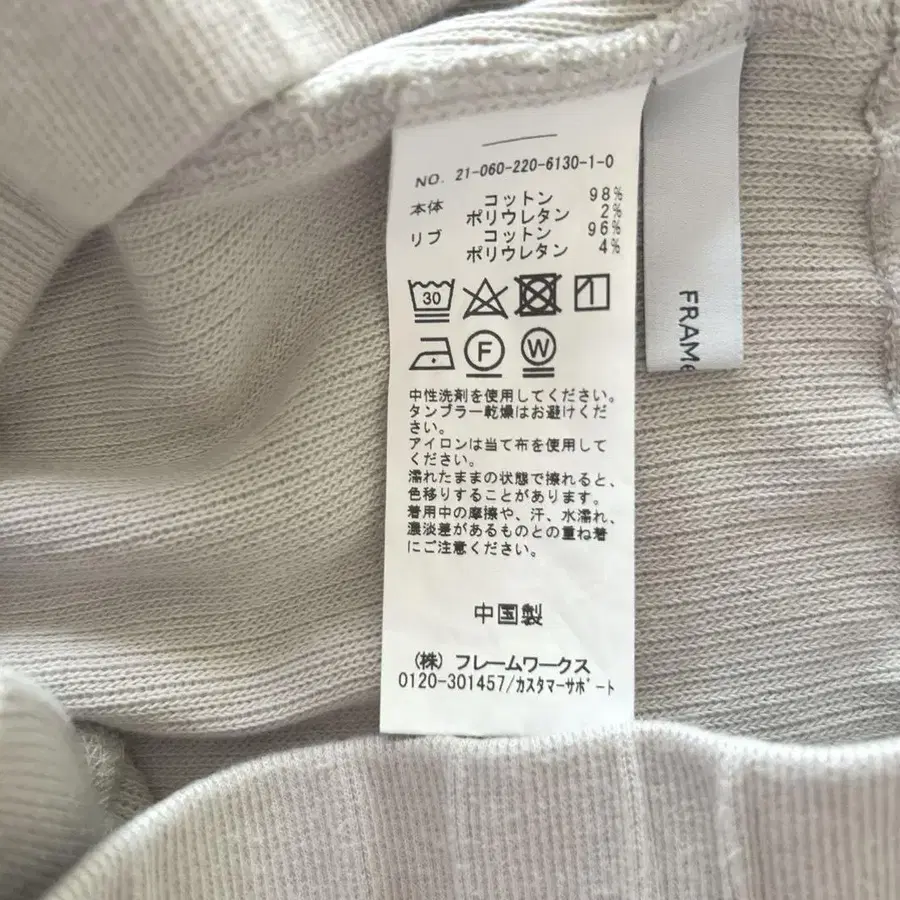 NO. 21-060-220-6130-1-0
本体 コットン 98%
ポリウレタン 2%
リブ コットン 96%
ポリウレタン 4%
30
F W
中性洗剤を使用してください。
タンブラー乾燥はお避けくだ
さい。
アイロンは当て布を使用して
ください。
濡れたままの状態で擦れると、
色移りすることがあります。
着用中の摩擦や、汗、水濡れ、
濃淡差があるものとの重ね着
にご注意ください。
中国製
(株) フレームワークス
0120-301457/カスタマーサポート
FRAMe